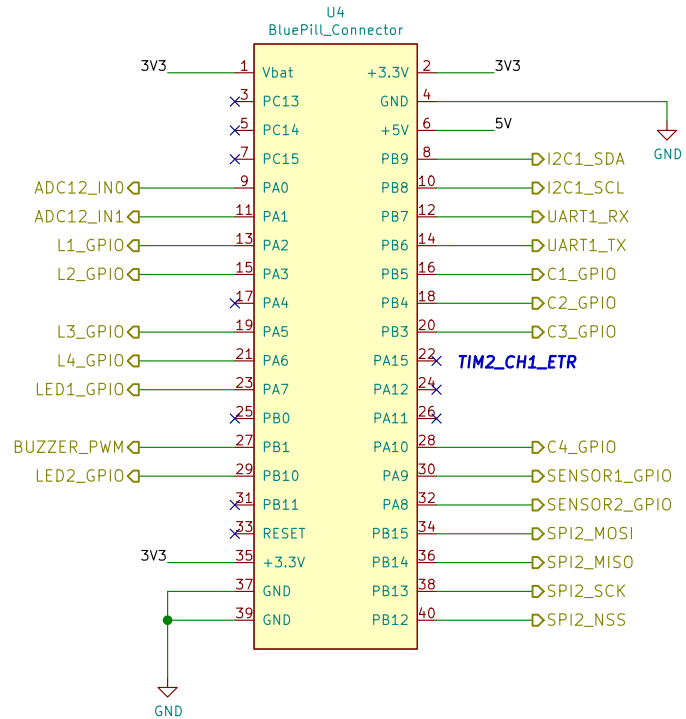 U4
BluePill_Connector
3V3 1 Vbat +3.3V 2 3V3
3 PC13 GND 4
5 PC14 +5V 6 5V
7 PC15 PB9 8 I2C1_SDA
GND
ADC12_IN0 9 PA0 PB8 10 I2C1_SCL
ADC12_IN1 11 PA1 PB7 12 UART1_RX
L1_GPIO 13 PA2 PB6 14 UART1_TX
L2_GPIO 15 PA3 PB5 16 C1_GPIO
17 PA4 PB4 18 C2_GPIO
L3_GPIO 19 PA5 PB3 20 C3_GPIO
L4_GPIO 21 PA6 PA15 22 TIM2_CH1_ETR
LED1_GPIO 23 PA7 PA12 24
25 PB0 PA11 26
BUZZER_PWM 27 PB1 PA10 28 C4_GPIO
LED2_GPIO 29 PB10 PA9 30 SENSOR1_GPIO
31 PB11 PA8 32 SENSOR2_GPIO
33 RESET PB15 34 SPI2_MOSI
3V3 35 +3.3V PB14 36 SPI2_MISO
37 GND PB13 38 SPI2_SCK
39 GND PB12 40 SPI2_NSS
GND